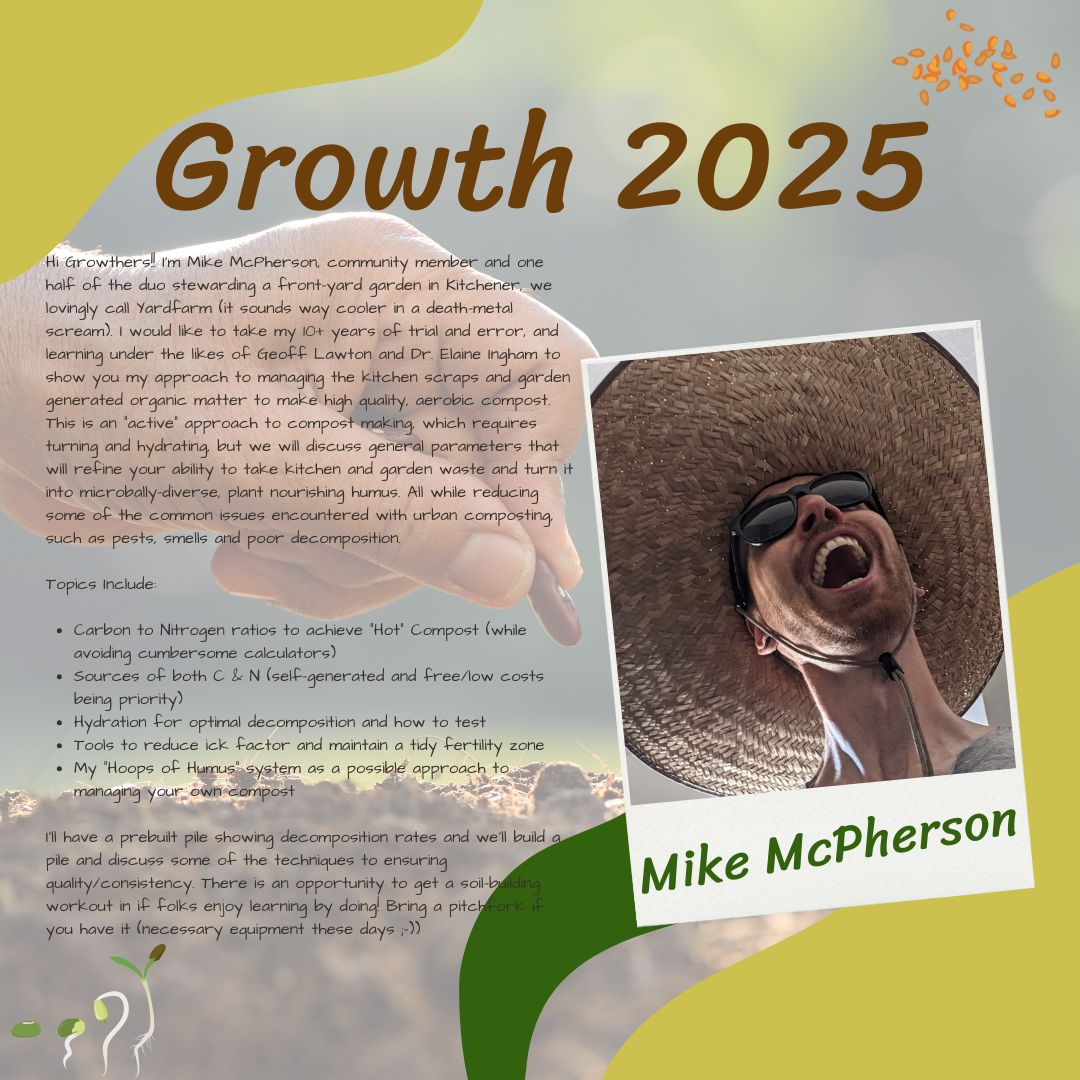 Growth 2025
Hi Growthers!! I'm Mike McPherson, community member and one
half of the duo stewarding a front-yard garden in Kitchener, we
lovingly call Yardfarm (it sounds way cooler in a death-metal
scream). I would like to take my 10+ years of trial and error, and
learning under the likes of Geoff Lawton and Dr. Elaine Ingham to
show you my approach to managing the kitchen scraps and garden
generated organic matter to make high quality, aerobic compost.
This is an "active" approach to compost making, which requires
turning and hydrating, but we will discuss general parameters that
will refine your ability to take kitchen and garden waste and turn it
into microbally-diverse, plant nourishing humus. All while reducing
some of the common issues encountered with urban composting,
such as pests, smells and poor decomposition.
Topics Include:
• Carbon to Nitrogen ratios to achieve "Hot" Compost (while
avoiding cumbersome calculators)
• Sources of both C & N (self-generated and free/low costs
being priority)
• Hydration for optimal decomposition and how to test
• Tools to reduce ick factor and maintain a tidy fertility zone
• My "Hoops of Humus" system as a possible approach to
managing your own compost
I'll have a prebuilt pile showing decomposition rates and we'll build a
pile and discuss some of the techniques to ensuring
quality/consistency. There is an opportunity to get a soil-building
workout in if folks enjoy learning by doing! Bring a pitchfork if
you have it (necessary equipment these days ;-))
Mike McPherson